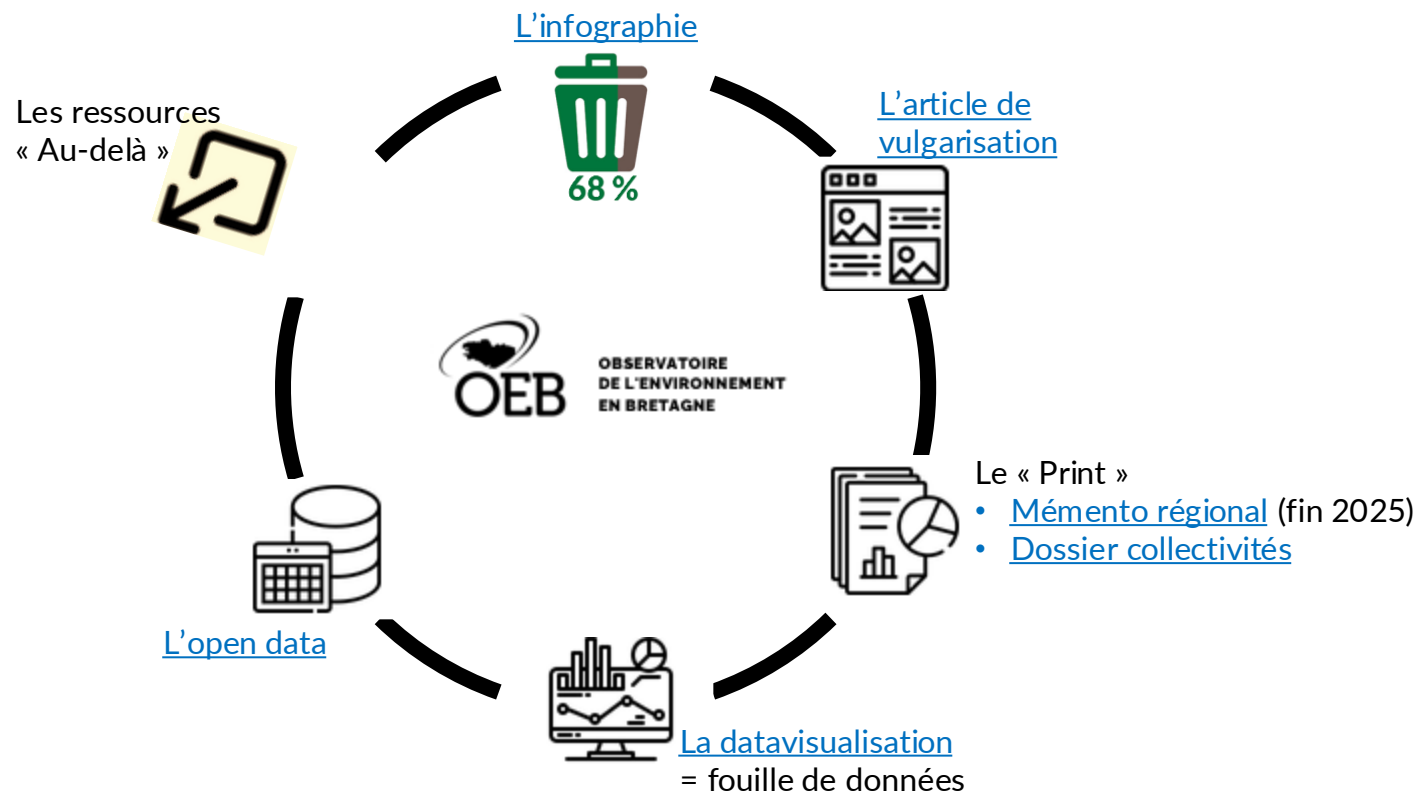 L’infographie
68 %
L’article de
vulgarisation
Les ressources
« Au-delà »
OEB
OBSERVATOIRE
DE L'ENVIRONNEMENT
EN BRETAGNE
Le « Print »
• Mémento régional (fin 2025)
• Dossier collectivités
L’open data
La datavisualisation
= fouille de données